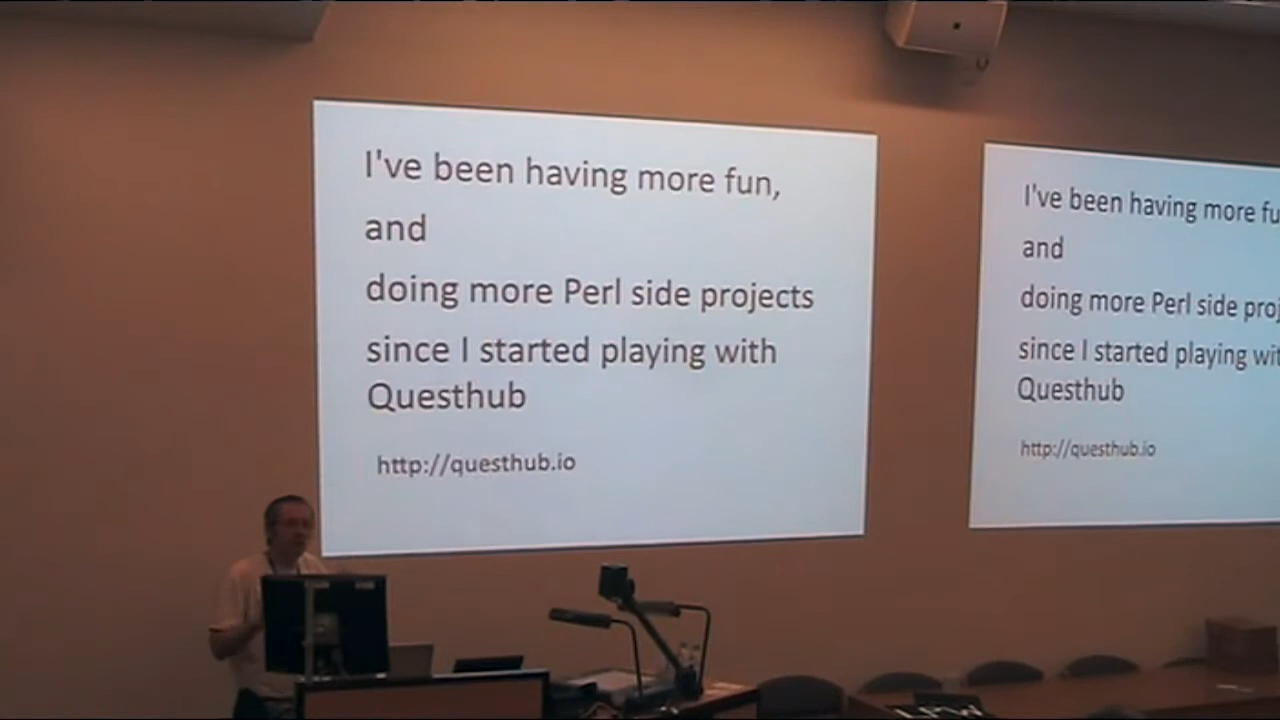 I've been having more fun,
and
doing more Perl side projects
since I started playing with
Questhub
http://questhub.io
I've been having more fu
and
doing more Perl side proj
since I started playing wit
Questhub
http://questhub.io